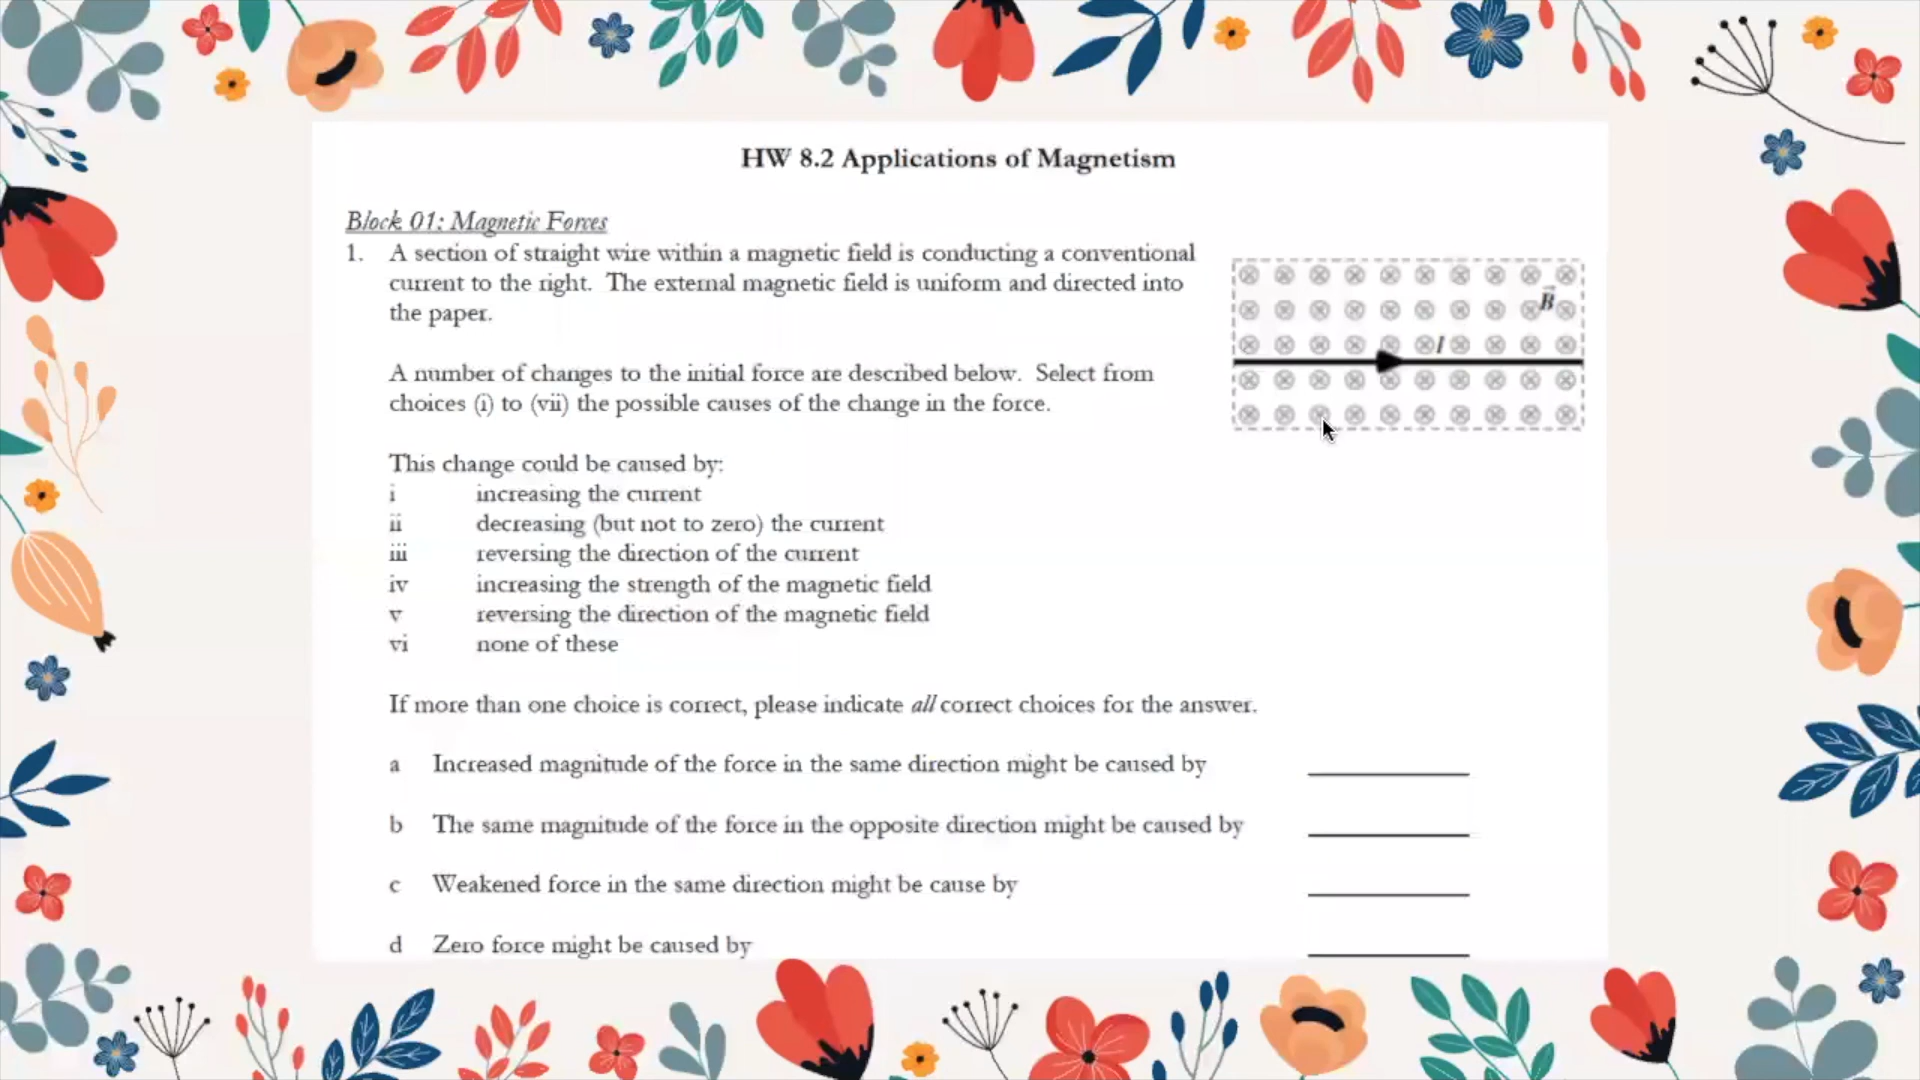 HW 8.2 Applications of Magnetism
Block 01: Magnetic Forces
1. A section of straight wire within a magnetic field is conducting a conventional
current to the right. The external magnetic field is uniform and directed into
the paper.
B
I
A number of changes to the initial force are described below. Select from
choices (i) to (vii) the possible causes of the change in the force.
This change could be caused by:
i increasing the current
ii decreasing (but not to zero) the current
iii reversing the direction of the current
iv increasing the strength of the magnetic field
v reversing the direction of the magnetic field
vi none of these
If more than one choice is correct, please indicate all correct choices for the answer.
a Increased magnitude of the force in the same direction might be caused by
b The same magnitude of the force in the opposite direction might be caused by
c Weakened force in the same direction might be cause by
d Zero force might be caused by